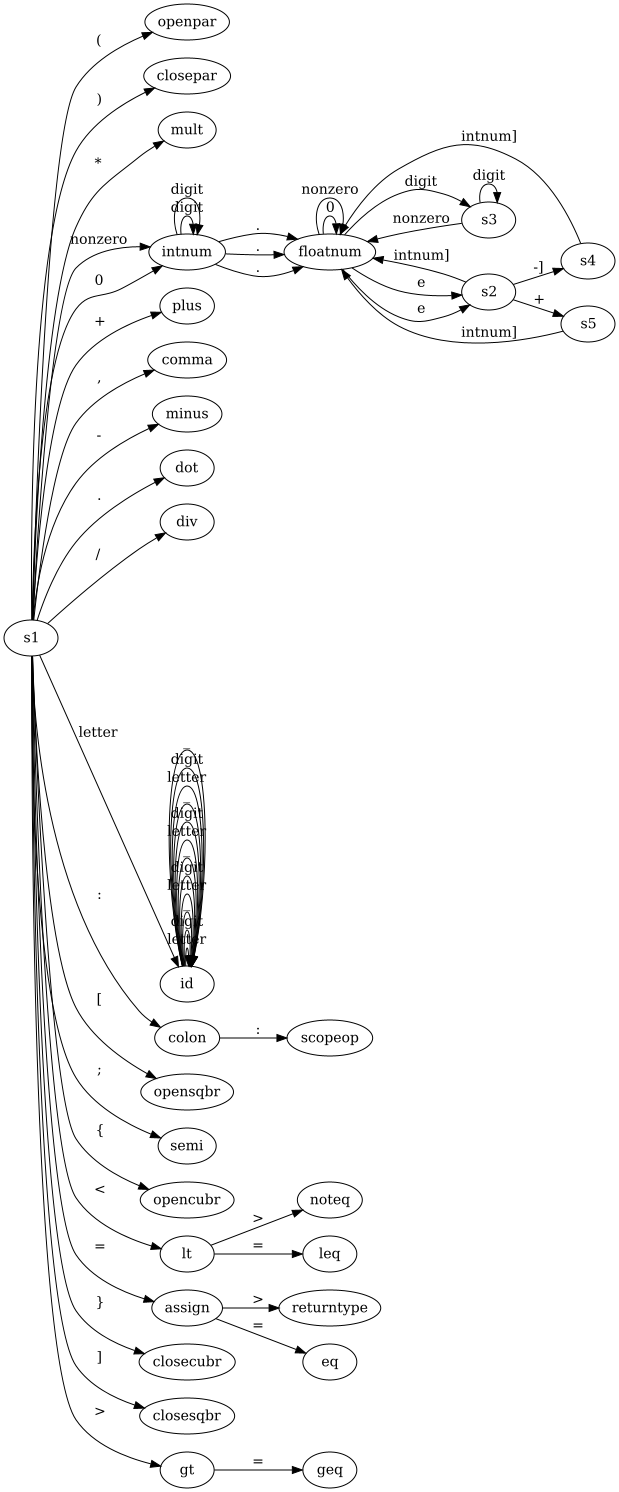 openpar
(
closepar
)
mult
*
intnum]
digit
digit
nonzero
digit
digit
s3
digit
nonzero
.
nonzero
0
intnum
.
floatnum
intnum]
s4
0
.
e
s2
-]
plus
+
e
+
s5
intnum]
comma
,
minus
-
dot
.
div
/
s1
letter
_
digit
letter
_
digit
letter
_
digit
letter
_
digit
letter
:
id
[
colon
:
scopeop
;
opensqbr
{
semi
<
opencubr
>
noteq
=
lt
=
leq
}
assign
>
returntype
=
]
closecubr
eq
>
closesqbr
gt
=
geq